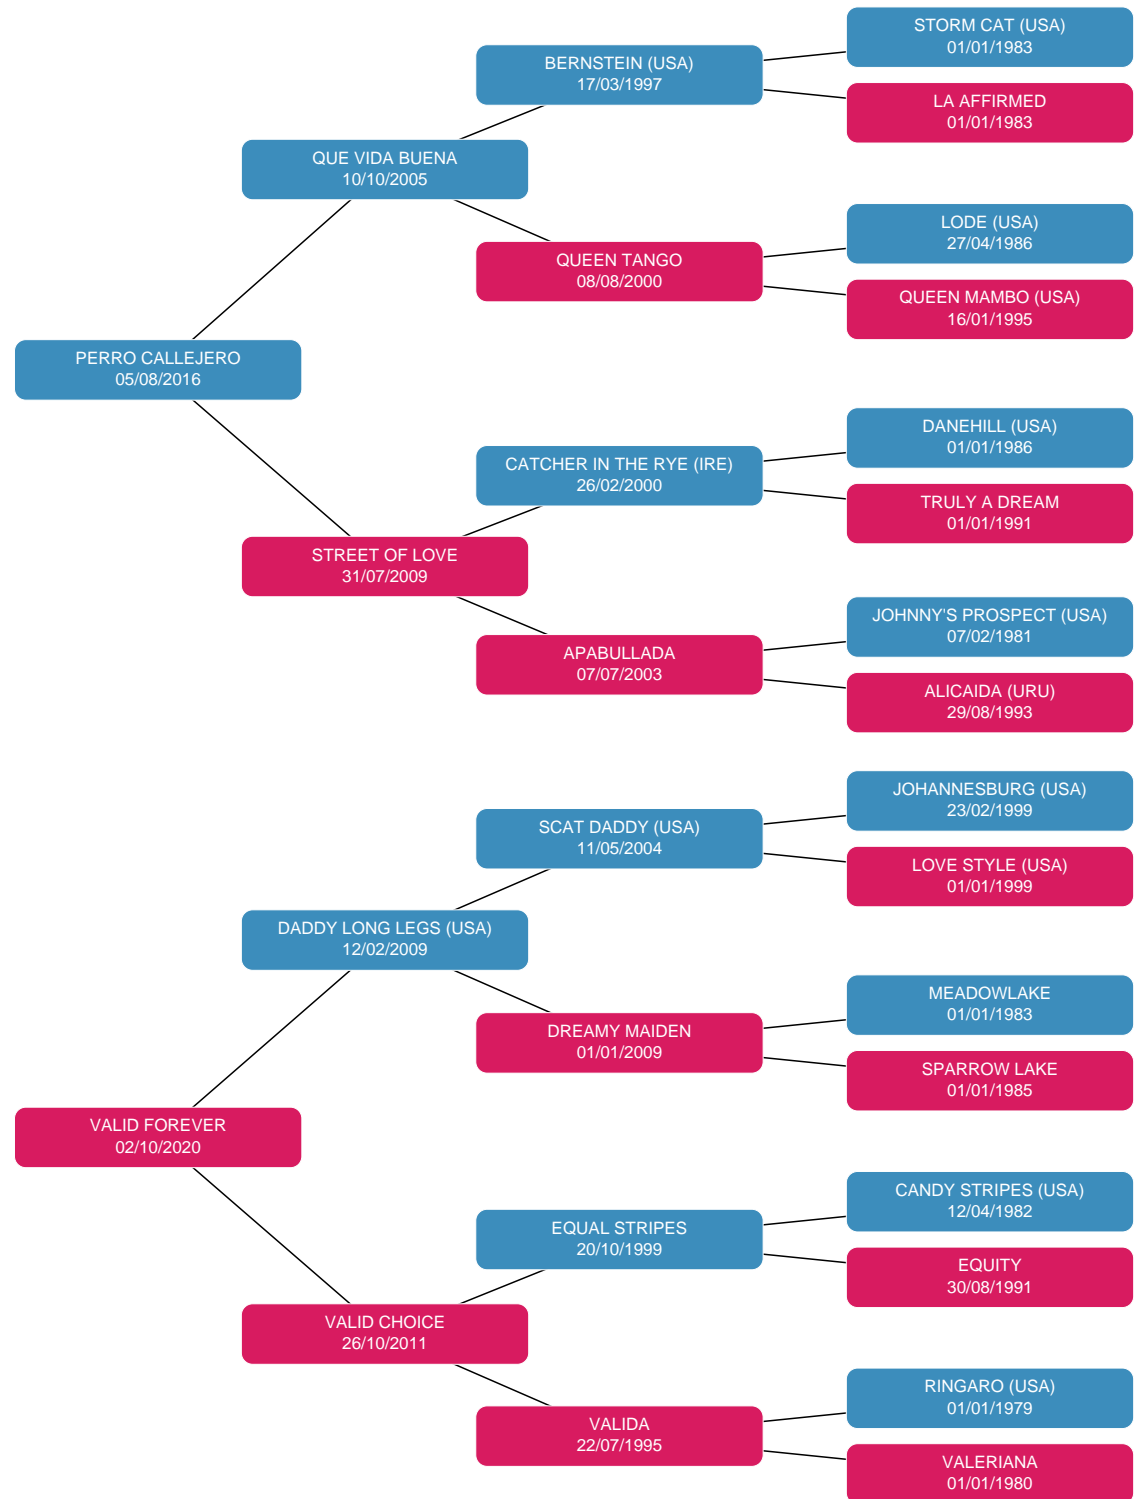 STORM CAT (USA)
01/01/1983
BERNSTEIN (USA)
17/03/1997
LA AFFIRMED
01/01/1983
QUE VIDA BUENA
10/10/2005
LODE (USA)
27/04/1986
QUEEN TANGO
08/08/2000
QUEEN MAMBO (USA)
16/01/1995
PERRO CALLEJERO
05/08/2016
DANEHILL (USA)
01/01/1986
CATCHER IN THE RYE (IRE)
26/02/2000
TRULY A DREAM
01/01/1991
STREET OF LOVE
31/07/2009
JOHNNY'S PROSPECT (USA)
07/02/1981
APABULLADA
07/07/2003
ALICAIDA (URU)
29/08/1993
JOHANNESBURG (USA)
23/02/1999
SCAT DADDY (USA)
11/05/2004
LOVE STYLE (USA)
01/01/1999
DADDY LONG LEGS (USA)
12/02/2009
MEADOWLAKE
01/01/1983
DREAMY MAIDEN
01/01/2009
SPARROW LAKE
01/01/1985
VALID FOREVER
02/10/2020
CANDY STRIPES (USA)
12/04/1982
EQUAL STRIPES
20/10/1999
EQUITY
30/08/1991
VALID CHOICE
26/10/2011
RINGARO (USA)
01/01/1979
VALIDA
22/07/1995
VALERIANA
01/01/1980